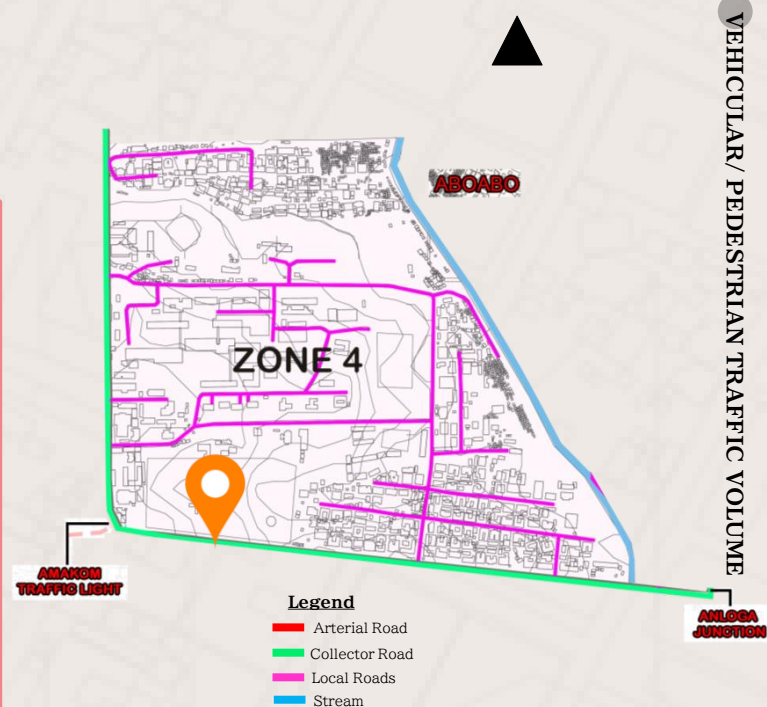 VEHICULAR/ PEDESTRIAN TRAFFIC VOLUME
ABOABO
ZONE 4
AMAKOM
TRAFFIC LIGHT
ANLOGA
JUNCTION
Legend
Arterial Road
Collector Road
Local Roads
Stream